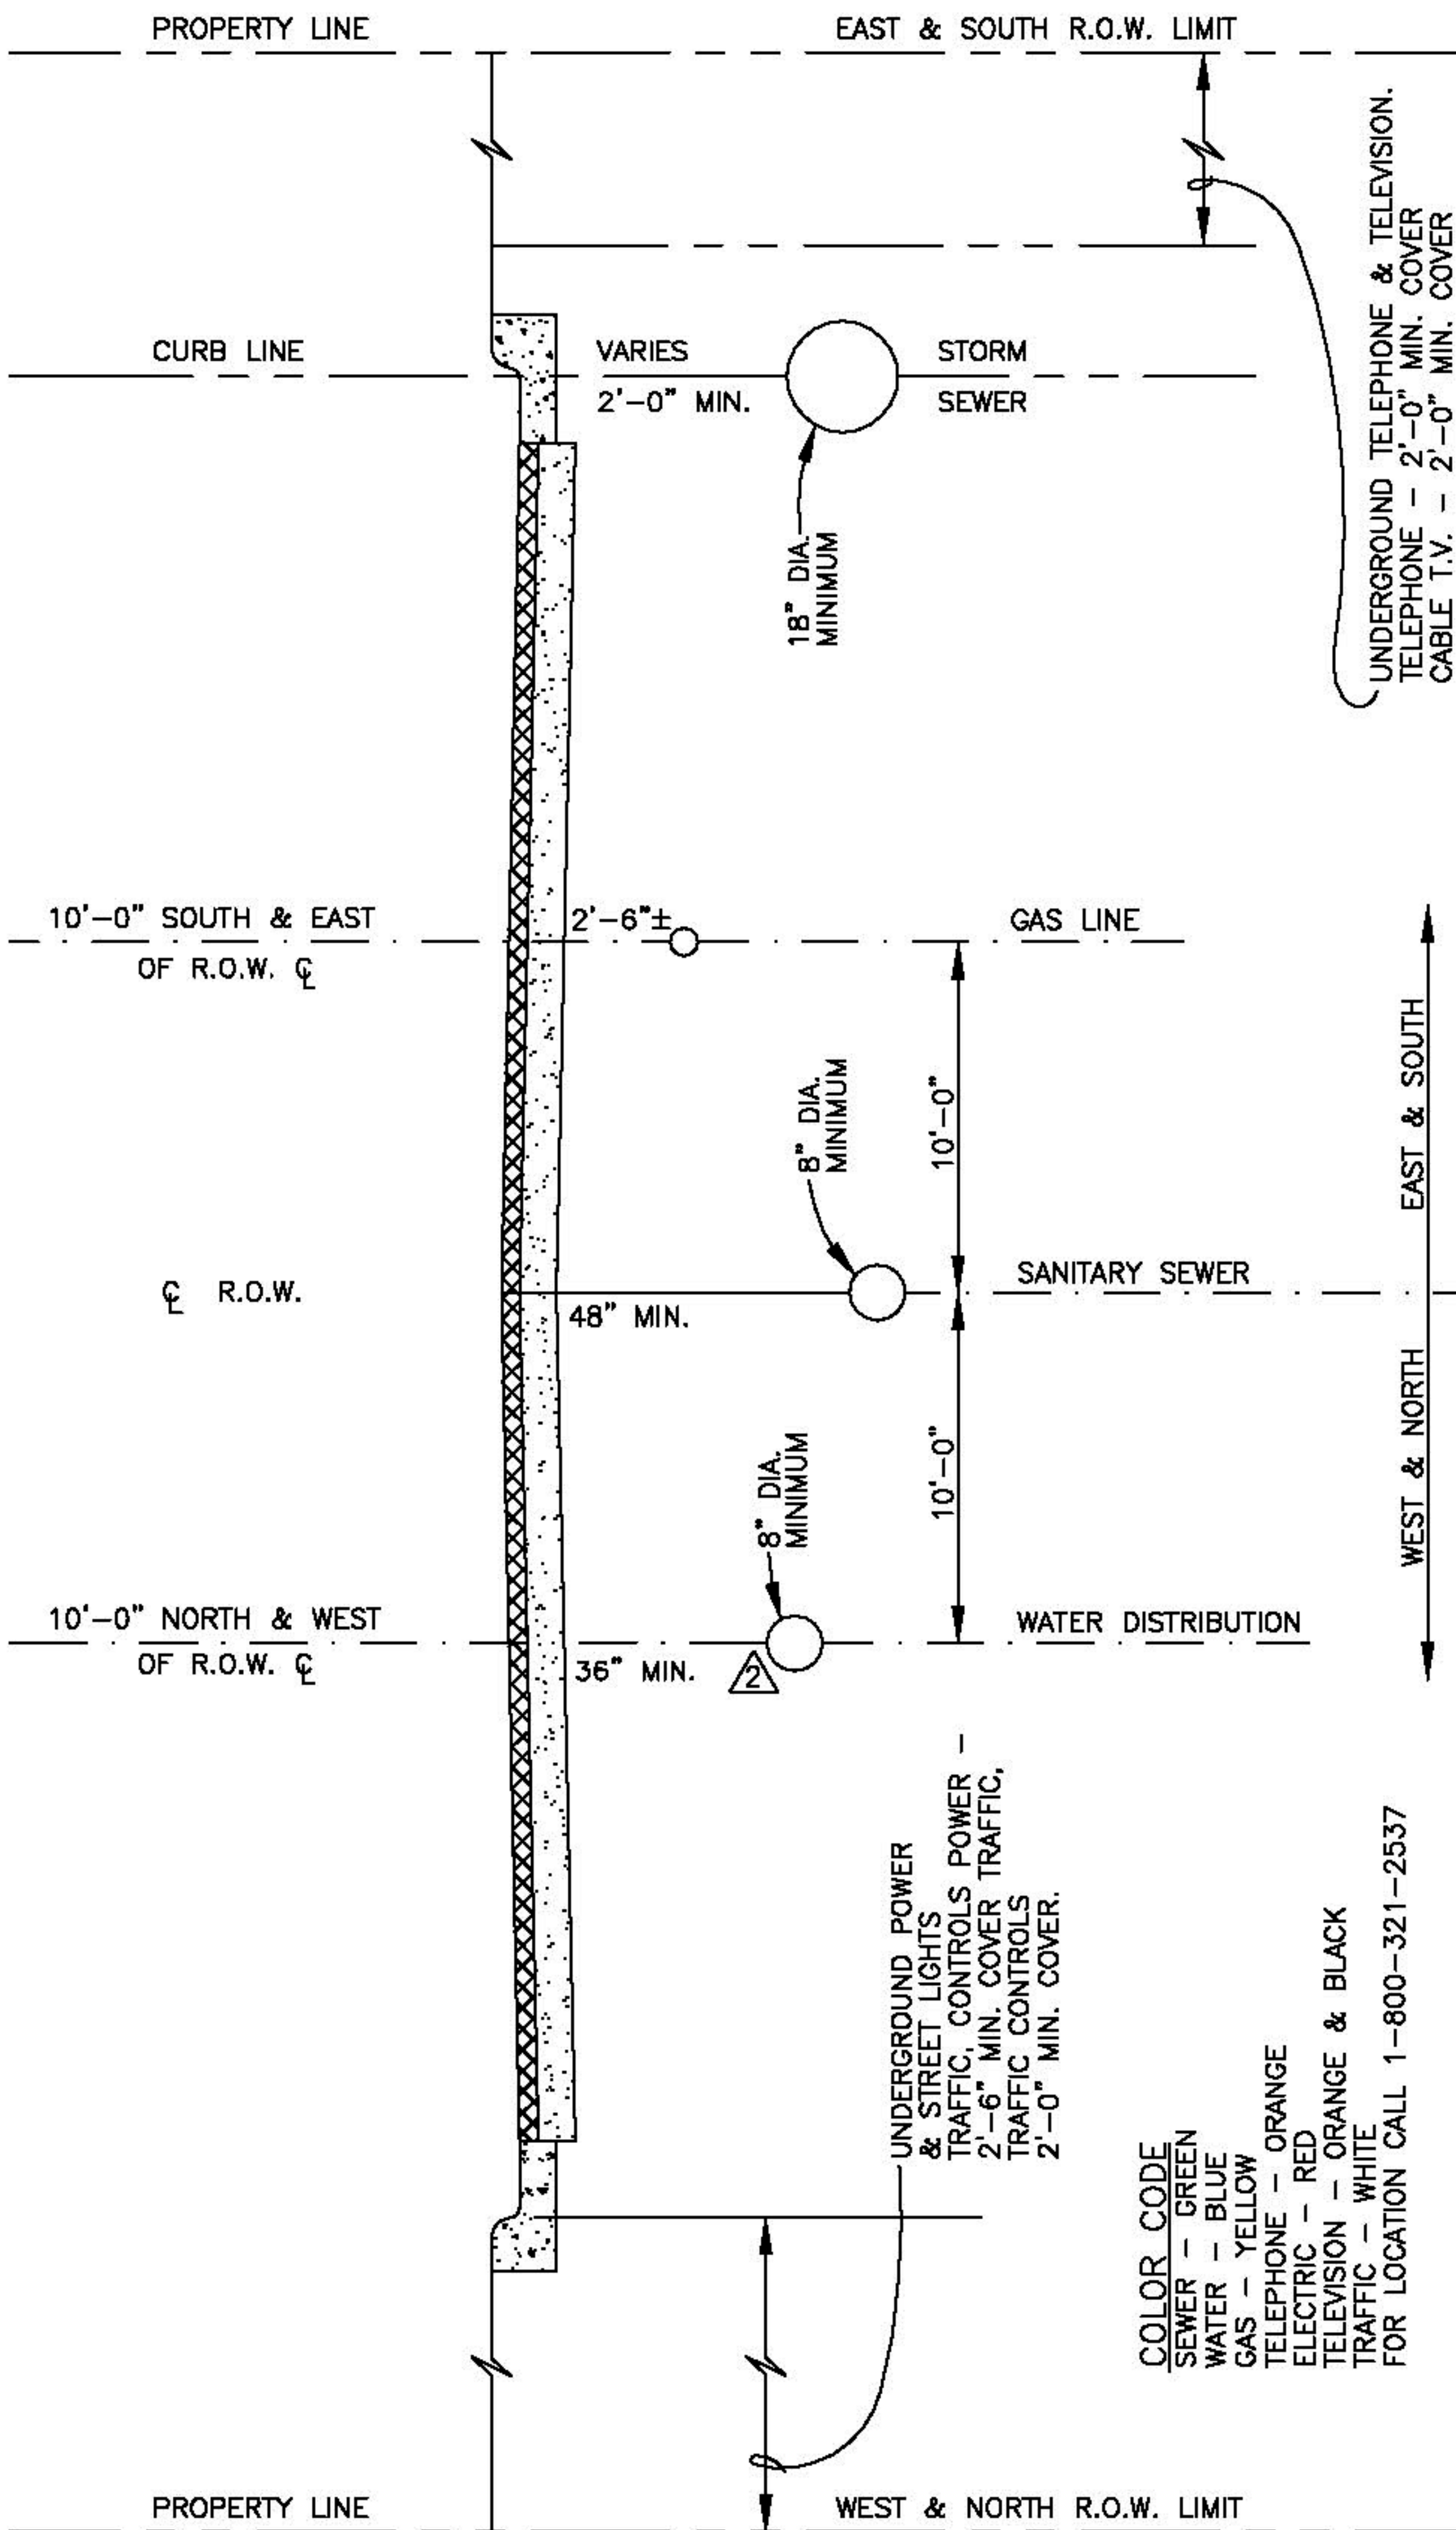 PROPERTY LINE
EAST & SOUTH R.O.W. LIMIT
UNDERGROUND TELEPHONE & TELEVISION.
TELEPHONE - 2'-0" MIN. COVER
CABLE T.V. - 2'-0" MIN. COVER
CURB LINE
VARIES
2'-0" MIN.
STORM
SEWER
18" DIA.
MINIMUM
10'-0" SOUTH & EAST
OF R.O.W. ℄
2'-6"±
GAS LINE
10'-0"
8" DIA.
MINIMUM
EAST & SOUTH
℄ R.O.W.
48" MIN.
SANITARY SEWER
10'-0"
8" DIA.
MINIMUM
WEST & NORTH
10'-0" NORTH & WEST
OF R.O.W. ℄
36" MIN.
2
WATER DISTRIBUTION
UNDERGROUND POWER
& STREET LIGHTS
TRAFFIC, CONTROLS POWER -
2'-6" MIN. COVER TRAFFIC,
TRAFFIC CONTROLS
2'-0" MIN. COVER.
COLOR CODE
SEWER - GREEN
WATER - BLUE
GAS - YELLOW
TELEPHONE - ORANGE
ELECTRIC - RED
TELEVISION - ORANGE & BLACK
TRAFFIC - WHITE
FOR LOCATION CALL 1-800-321-2537
PROPERTY LINE
WEST & NORTH R.O.W. LIMIT